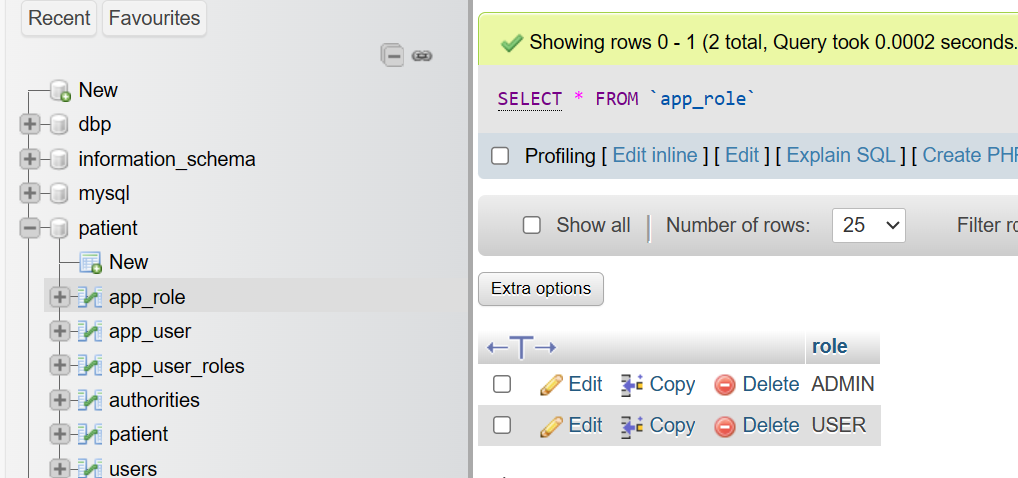 Recent Favourites
New
dbp
information_schema
mysql
patient
New
app_role
app_user
app_user_roles
authorities
patient
users
Showing rows 0 - 1 (2 total, Query took 0.0002 seconds.
SELECT * FROM `app_role`
Profiling [ Edit inline ] [ Edit ] [ Explain SQL ] [ Create PHP
Show all Number of rows: 25 Filter
Extra options
role
Edit Copy Delete ADMIN
Edit Copy Delete USER